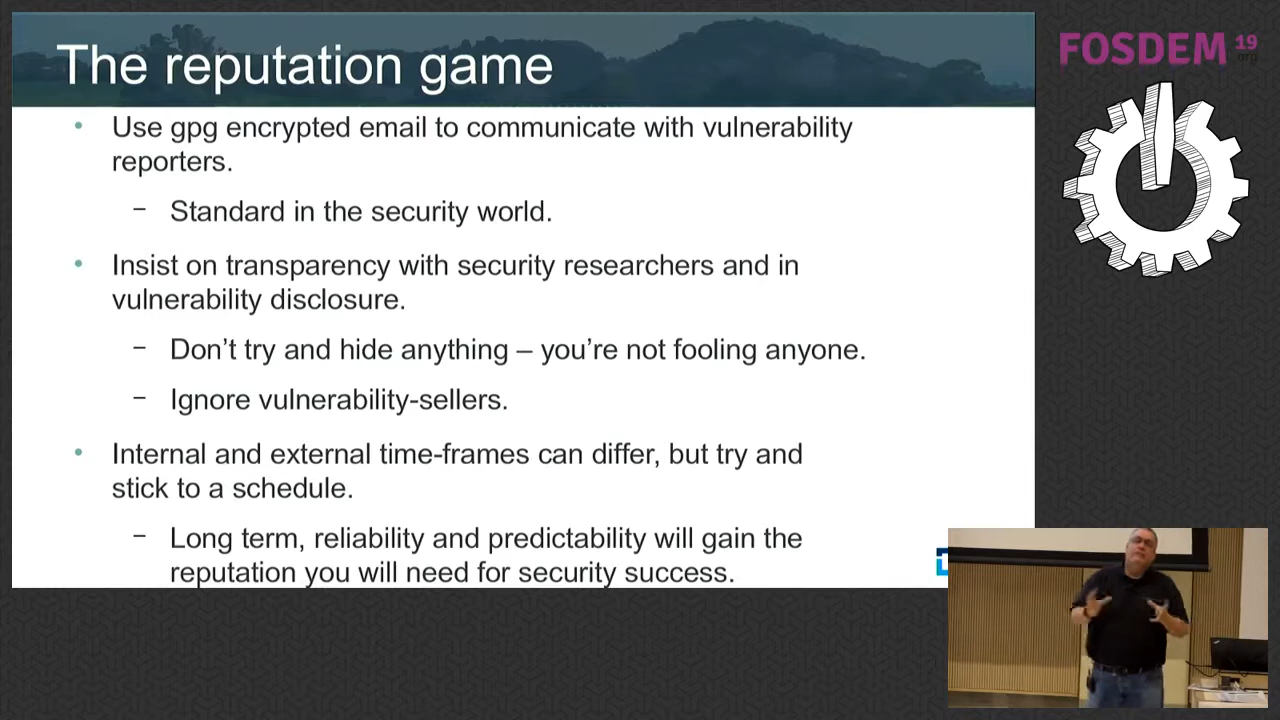 The reputation game
FOSDEM 19
.org
• Use gpg encrypted email to communicate with vulnerability
reporters.
– Standard in the security world.
• Insist on transparency with security researchers and in
vulnerability disclosure.
– Don’t try and hide anything – you’re not fooling anyone.
– Ignore vulnerability-sellers.
• Internal and external time-frames can differ, but try and
stick to a schedule.
– Long term, reliability and predictability will gain the
reputation you will need for security success.